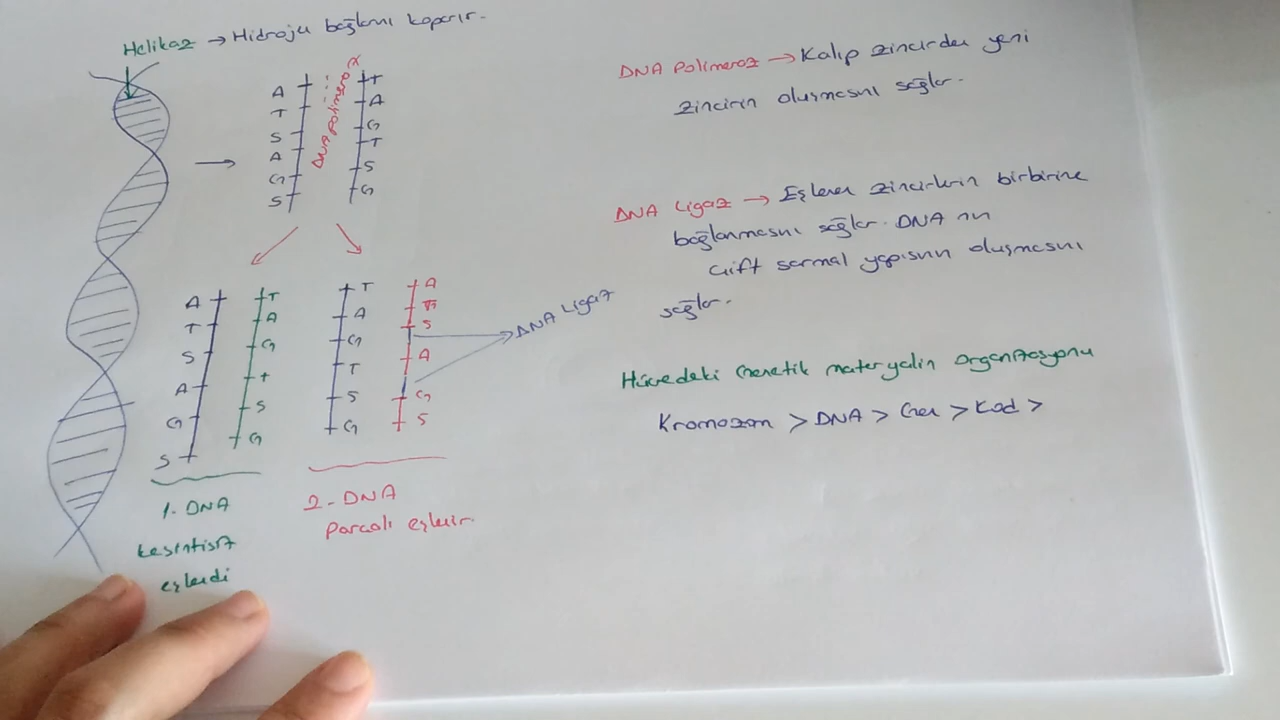 Helikaz → Hidrojen bağlarını koparır.
A
T
S
A
G
S
DNA Polimeraz
T
A
G
T
S
G
A
T
S
A
G
S
T
A
G
T
S
G
T
A
G
T
S
G
A
T
S
A
G
S
DNA Ligaz
1. DNA
kesintisiz
eşlendi
2. DNA
Parçalı eşlenir.
DNA Polimeraz → Kalıp zincirden yeni
zincirin oluşmasını sağlar.
DNA Ligaz → Eşlenen zincirlerin birbirine
bağlanmasını sağlar. DNA nın
çift sarmal yapısının oluşmasını
sağlar.
Hücredeki Genetik materyalin organizasyonu
Kromozom > DNA > Gen > Kod >